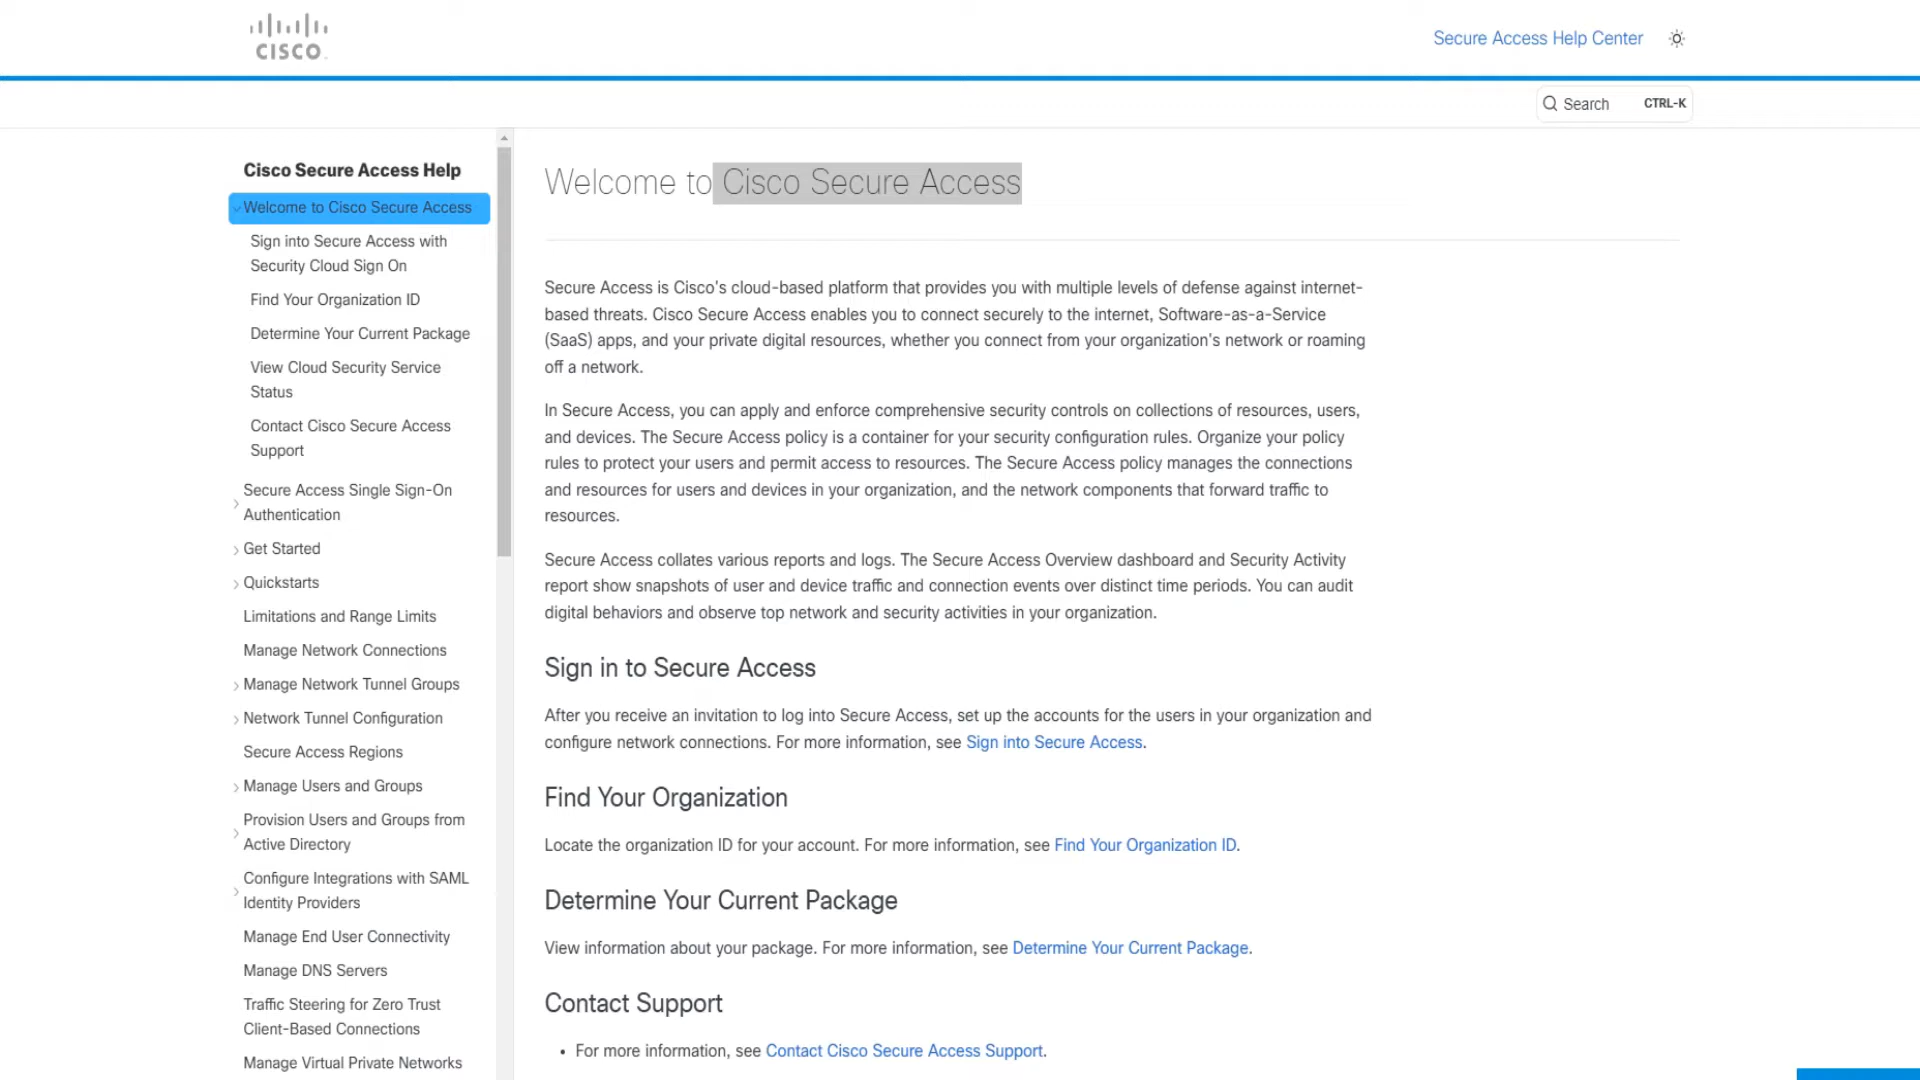 CISCO
Secure Access Help Center
Search CTRL-K
Cisco Secure Access Help
Welcome to Cisco Secure Access
Sign into Secure Access with
Security Cloud Sign On
Find Your Organization ID
Determine Your Current Package
View Cloud Security Service
Status
Contact Cisco Secure Access
Support
Secure Access Single Sign-On
Authentication
Get Started
Quickstarts
Limitations and Range Limits
Manage Network Connections
Manage Network Tunnel Groups
Network Tunnel Configuration
Secure Access Regions
Manage Users and Groups
Provision Users and Groups from
Active Directory
Configure Integrations with SAML
Identity Providers
Manage End User Connectivity
Manage DNS Servers
Traffic Steering for Zero Trust
Client-Based Connections
Manage Virtual Private Networks
Welcome to Cisco Secure Access
Secure Access is Cisco's cloud-based platform that provides you with multiple levels of defense against internet-
based threats. Cisco Secure Access enables you to connect securely to the internet, Software-as-a-Service
(SaaS) apps, and your private digital resources, whether you connect from your organization's network or roaming
off a network.
In Secure Access, you can apply and enforce comprehensive security controls on collections of resources, users,
and devices. The Secure Access policy is a container for your security configuration rules. Organize your policy
rules to protect your users and permit access to resources. The Secure Access policy manages the connections
and resources for users and devices in your organization, and the network components that forward traffic to
resources.
Secure Access collates various reports and logs. The Secure Access Overview dashboard and Security Activity
report show snapshots of user and device traffic and connection events over distinct time periods. You can audit
digital behaviors and observe top network and security activities in your organization.
Sign in to Secure Access
After you receive an invitation to log into Secure Access, set up the accounts for the users in your organization and
configure network connections. For more information, see Sign into Secure Access.
Find Your Organization
Locate the organization ID for your account. For more information, see Find Your Organization ID.
Determine Your Current Package
View information about your package. For more information, see Determine Your Current Package.
Contact Support
• For more information, see Contact Cisco Secure Access Support.